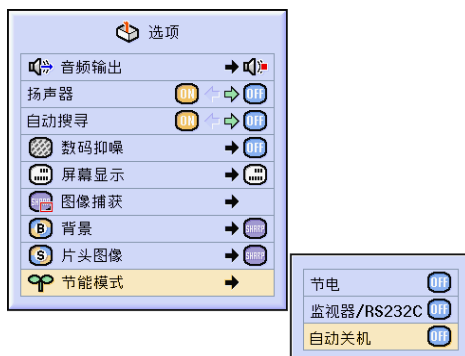 选项
音频输出
扬声器 ON OFF
自动搜寻 ON OFF
数码抑噪 OFF
屏幕显示
图像捕获
B 背景 SHARP
S 片头图像 SHARP
节能模式
节电 OFF
监视器/RS232C OFF
自动关机 OFF